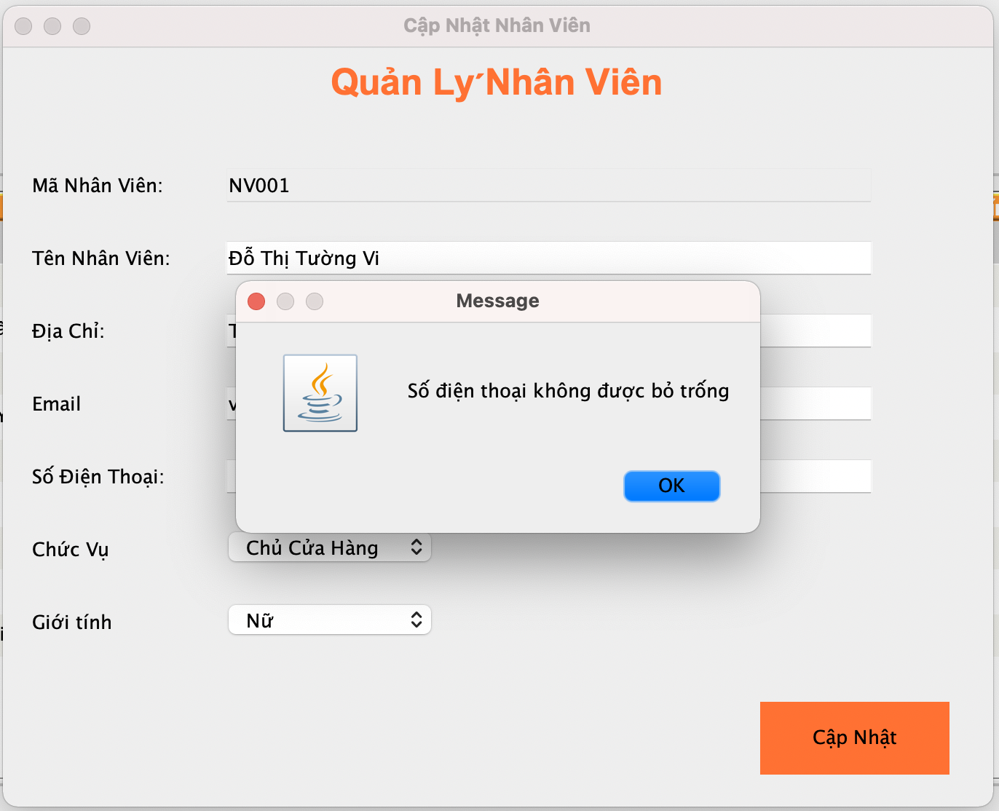 Cập Nhật Nhân Viên
Quản Lý Nhân Viên
Mã Nhân Viên: NV001
Tên Nhân Viên: Đỗ Thị Tường Vi
Message
Địa Chỉ: T
Số điện thoại không được bỏ trống
Email v
Số Điện Thoại:
OK
Chức Vụ Chủ Cửa Hàng
Giới tính Nữ
Cập Nhật